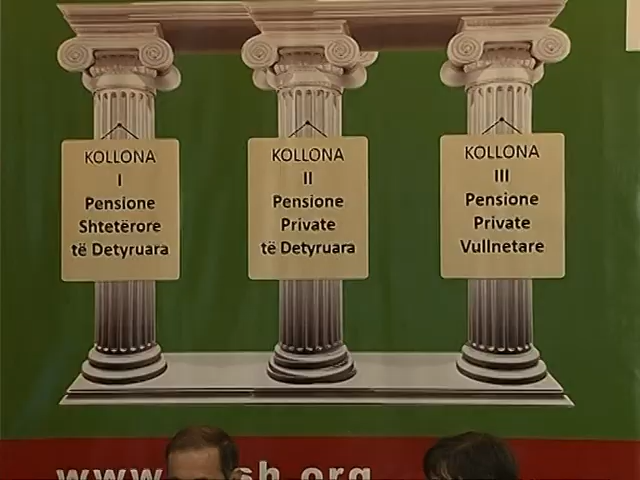 KOLLONA
I
Pensione
Shtetërore
të Detyruara
KOLLONA
II
Pensione
Private
të Detyruara
KOLLONA
III
Pensione
Private
Vullnetare